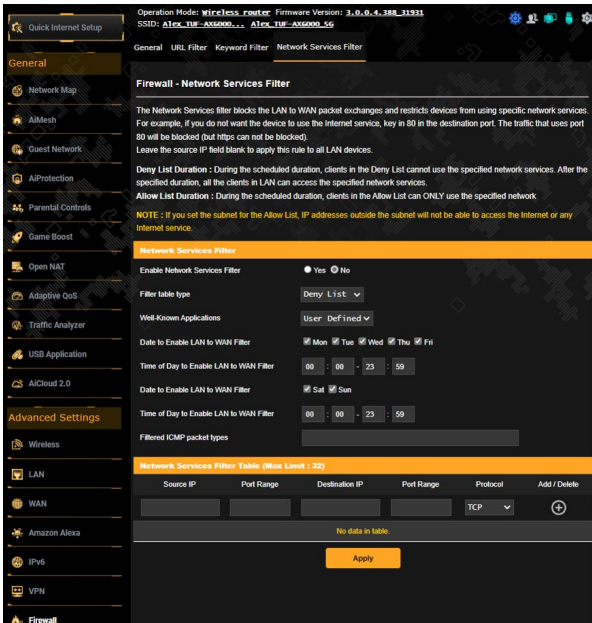 Operation Mode: Wireless router Firmware Version: 3.0.0.4.388_31931
SSID: Alex_TUF-AX6000... Alex_TUF-AX6000_5G
Quick Internet Setup
General
Network Map
AiMesh
Guest Network
AiProtection
Parental Controls
Game Boost
Open NAT
Adaptive QoS
Traffic Analyzer
USB Application
AiCloud 2.0
Advanced Settings
Wireless
LAN
WAN
Amazon Alexa
IPv6
VPN
Firewall
General URL Filter Keyword Filter Network Services Filter
Firewall - Network Services Filter
The Network Services filter blocks the LAN to WAN packet exchanges and restricts devices from using specific network services.
For example, if you do not want the device to use the Internet service, key in 80 in the destination port. The traffic that uses port
80 will be blocked (but https can not be blocked).
Leave the source IP field blank to apply this rule to all LAN devices.
Deny List Duration : During the scheduled duration, clients in the Deny List cannot use the specified network services. After the
specified duration, all the clients in LAN can access the specified network services.
Allow List Duration : During the scheduled duration, clients in the Allow List can ONLY use the specified network
NOTE : If you set the subnet for the Allow List, IP addresses outside the subnet will not be able to access the Internet or any
Internet service.
Network Services Filter
Enable Network Services Filter Yes No
Filter table type Deny List
Well-Known Applications User Defined
Date to Enable LAN to WAN Filter Mon Tue Wed Thu Fri
Time of Day to Enable LAN to WAN Filter 00 : 00 - 23 : 59
Date to Enable LAN to WAN Filter Sat Sun
Time of Day to Enable LAN to WAN Filter 00 : 00 - 23 : 59
Filtered ICMP packet types
Network Services Filter Table (Max Limit : 32)
Source IP Port Range Destination IP Port Range Protocol Add / Delete
TCP
No data in table.
Apply